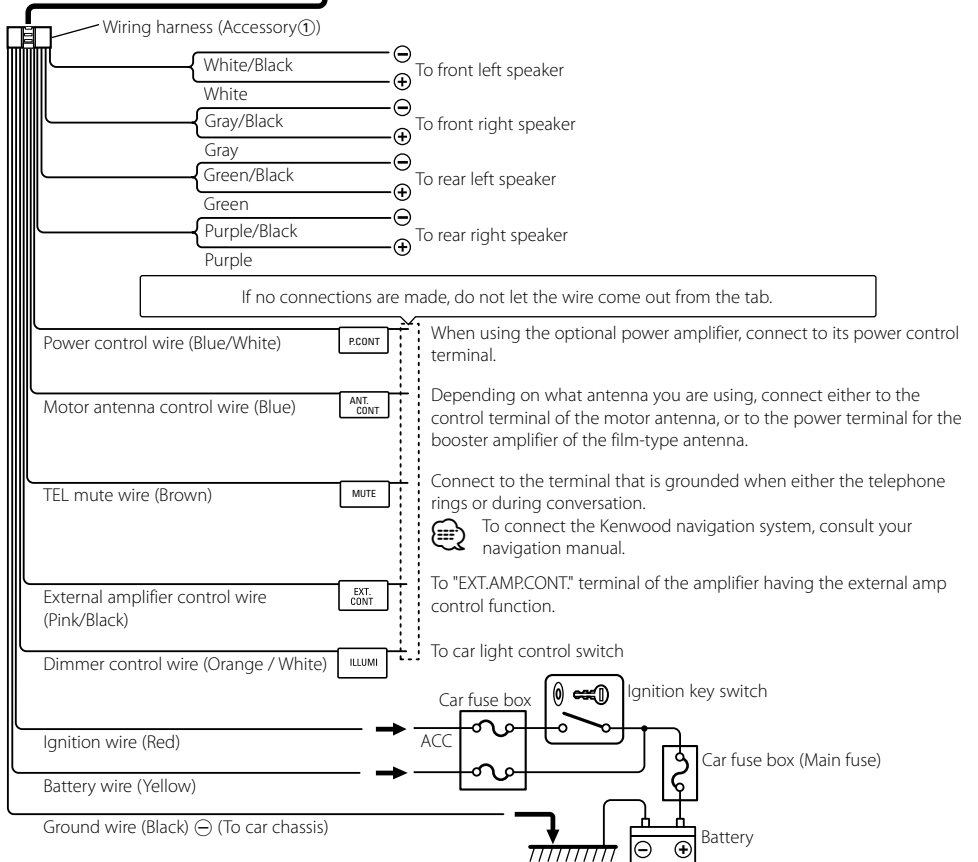 Wiring harness (Accessory①)
White/Black
⊖
To front left speaker
⊕
White
Gray/Black
⊖
To front right speaker
⊕
Gray
Green/Black
⊖
To rear left speaker
⊕
Green
Purple/Black
⊖
To rear right speaker
⊕
Purple
If no connections are made, do not let the wire come out from the tab.
Power control wire (Blue/White)
P.CONT
When using the optional power amplifier, connect to its power control
terminal.
Motor antenna control wire (Blue)
ANT.
CONT
Depending on what antenna you are using, connect either to the
control terminal of the motor antenna, or to the power terminal for the
booster amplifier of the film-type antenna.
TEL mute wire (Brown)
MUTE
Connect to the terminal that is grounded when either the telephone
rings or during conversation.
To connect the Kenwood navigation system, consult your
navigation manual.
External amplifier control wire
(Pink/Black)
EXT.
CONT
To "EXT.AMP.CONT." terminal of the amplifier having the external amp
control function.
Dimmer control wire (Orange / White)
ILLUMI
To car light control switch
Car fuse box
Ignition key switch
Ignition wire (Red)
ACC
Car fuse box (Main fuse)
Battery wire (Yellow)
Ground wire (Black) ⊖ (To car chassis)
Battery
⊖ ⊕